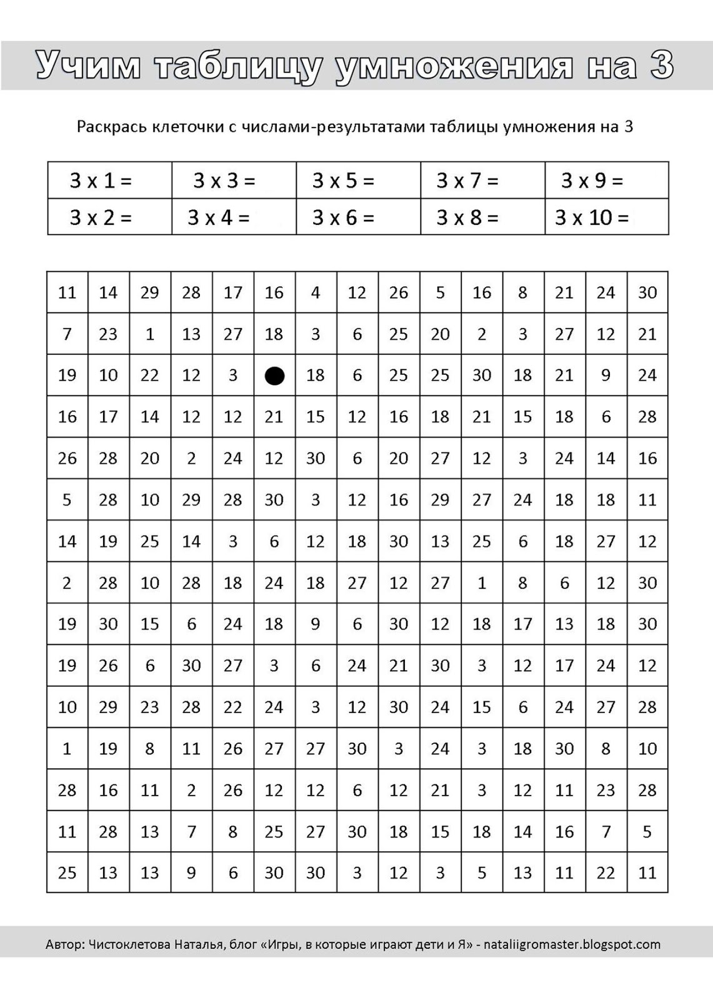 Учим таблицу умножения на 3
Раскрась клеточки с числами-результатами таблицы умножения на 3
3 x 1 = 3 x 3 = 3 x 5 = 3 x 7 = 3 x 9 =
3 x 2 = 3 x 4 = 3 x 6 = 3 x 8 = 3 x 10 =
11 14 29 28 17 16 4 12 26 5 16 8 21 24 30
7 23 1 13 27 18 3 6 25 20 2 3 27 12 21
19 10 22 12 3 18 6 25 25 30 18 21 9 24
16 17 14 12 12 21 15 12 16 18 21 15 18 6 28
26 28 20 2 24 12 30 6 20 27 12 3 24 14 16
5 28 10 29 28 30 3 12 16 29 27 24 18 18 11
14 19 25 14 3 6 12 18 30 13 25 6 18 27 12
2 28 10 28 18 24 18 27 12 27 1 8 6 12 30
19 30 15 6 24 18 9 6 30 12 18 17 13 18 30
19 26 6 30 27 3 6 24 21 30 3 12 17 24 12
10 29 23 28 22 24 3 12 30 24 15 6 24 27 28
1 19 8 11 26 27 27 30 3 24 3 18 30 8 10
28 16 11 2 26 12 12 6 12 21 3 12 11 23 28
11 28 13 7 8 25 27 30 18 15 18 14 16 7 5
25 13 13 9 6 30 30 3 12 3 5 13 11 22 11
Автор: Чистоклетова Наталья, блог «Игры, в которые играют дети и Я» - nataliigromaster.blogspot.com